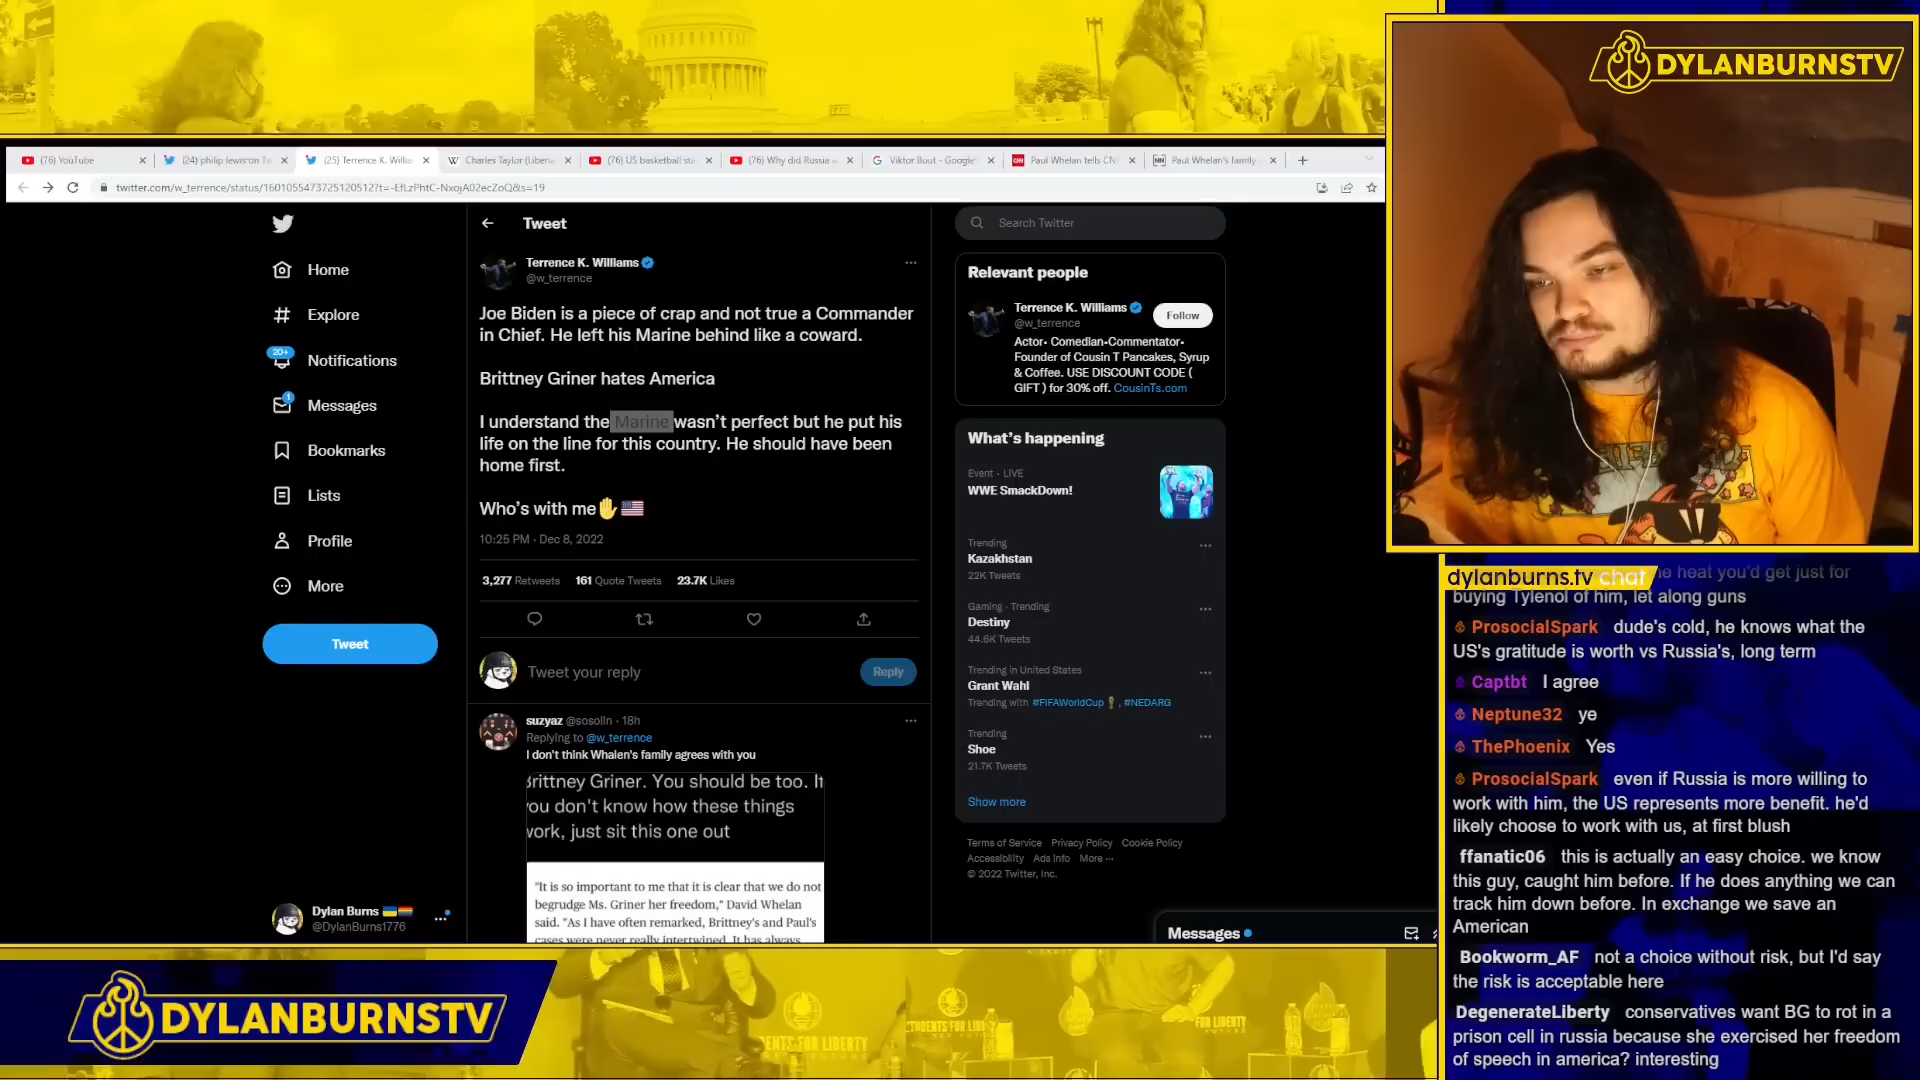 DYLANBURNSTV
(76) YouTube
(24) philip lewis on Tw
(25) Terrence K. Willia
Charles Taylor (Liberia
(76) US basketball sta
(76) Why did Russia w
Viktor Bout - Google
Paul Whelan tells CN
Paul Whelan's family
twitter.com/w_terrence/status/1601055473725120512?t=-EfLzPhtC-NxojA02ecZoQ&s=19
Home
Explore
20+
Notifications
1
Messages
Bookmarks
Lists
Profile
More
Tweet
Dylan Burns
@DylanBurns1776
Tweet
Terrence K. Williams
@w_terrence
Joe Biden is a piece of crap and not true a Commander
in Chief. He left his Marine behind like a coward.
Brittney Griner hates America
I understand the Marine wasn't perfect but he put his
life on the line for this country. He should have been
home first.
Who's with me✋🇺🇸
10:25 PM · Dec 8, 2022
3,277 Retweets 161 Quote Tweets 23.7K Likes
Tweet your reply
Reply
suzyaz @sosolin · 18h
Replying to @w_terrence
I don't think Whalen's family agrees with you
Brittney Griner. You should be too. If
you don't know how these things
work, just sit this one out
"It is so important to me that it is clear that we do not
begrudge Ms. Griner her freedom," David Whelan
said. "As I have often remarked, Brittney's and Paul's
cases were never really intertwined. It has always
Search Twitter
Relevant people
Terrence K. Williams
@w_terrence
Follow
Actor• Comedian•Commentator•
Founder of Cousin T Pancakes, Syrup
& Coffee. USE DISCOUNT CODE (
GIFT ) for 30% off. CousinTs.com
What's happening
Event · LIVE
WWE SmackDown!
Trending
Kazakhstan
22K Tweets
Gaming · Trending
Destiny
44.6K Tweets
Trending in United States
Grant Wahl
Trending with #FIFAWorldCup, #NEDARG
Trending
Shoe
21.7K Tweets
Show more
Terms of Service Privacy Policy Cookie Policy
Accessibility Ads info More ···
© 2022 Twitter, Inc.
Messages
dylanburns.tv chat
heat you'd get just for
buying Tylenol of him, let along guns
ProsocialSpark dude's cold, he knows what the
US's gratitude is worth vs Russia's, long term
Captbt I agree
Neptune32 ye
ThePhoenix Yes
ProsocialSpark even if Russia is more willing to
work with him, the US represents more benefit. he'd
likely choose to work with us, at first blush
ffanatic06 this is actually an easy choice. we know
this guy, caught him before. If he does anything we can
track him down before. In exchange we save an
American
Bookworm_AF not a choice without risk, but I'd say
the risk is acceptable here
DegenerateLiberty conservatives want BG to rot in a
prison cell in russia because she exercised her freedom
of speech in america? interesting
DYLANBURNSTV
FOR LIBERTY